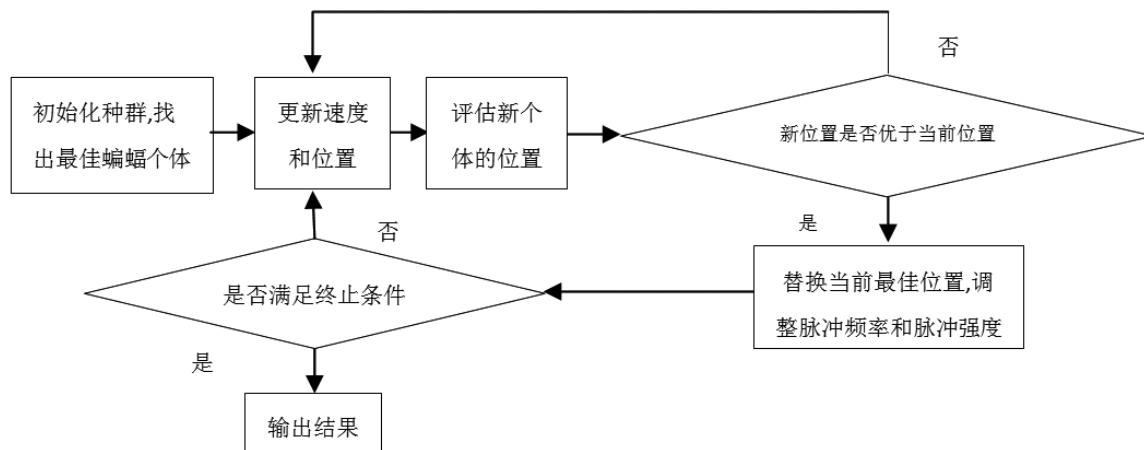 否
初始化种群,找
出最佳蝙蝠个体
更新速度
和位置
评估新个
体的位置
新位置是否优于当前位置
是
否
替换当前最佳位置,调
整脉冲频率和脉冲强度
是否满足终止条件
是
输出结果